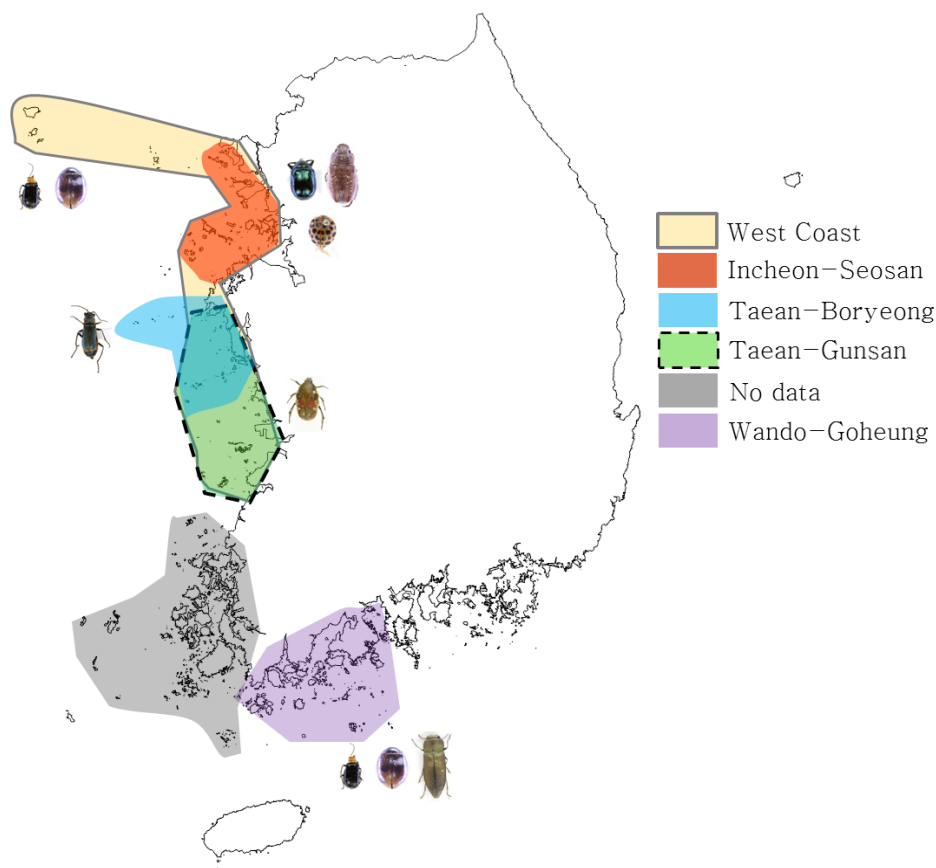 West Coast
Incheon-Seosan
Taean-Boryeong
Taean-Gunsan
No data
Wando-Goheung